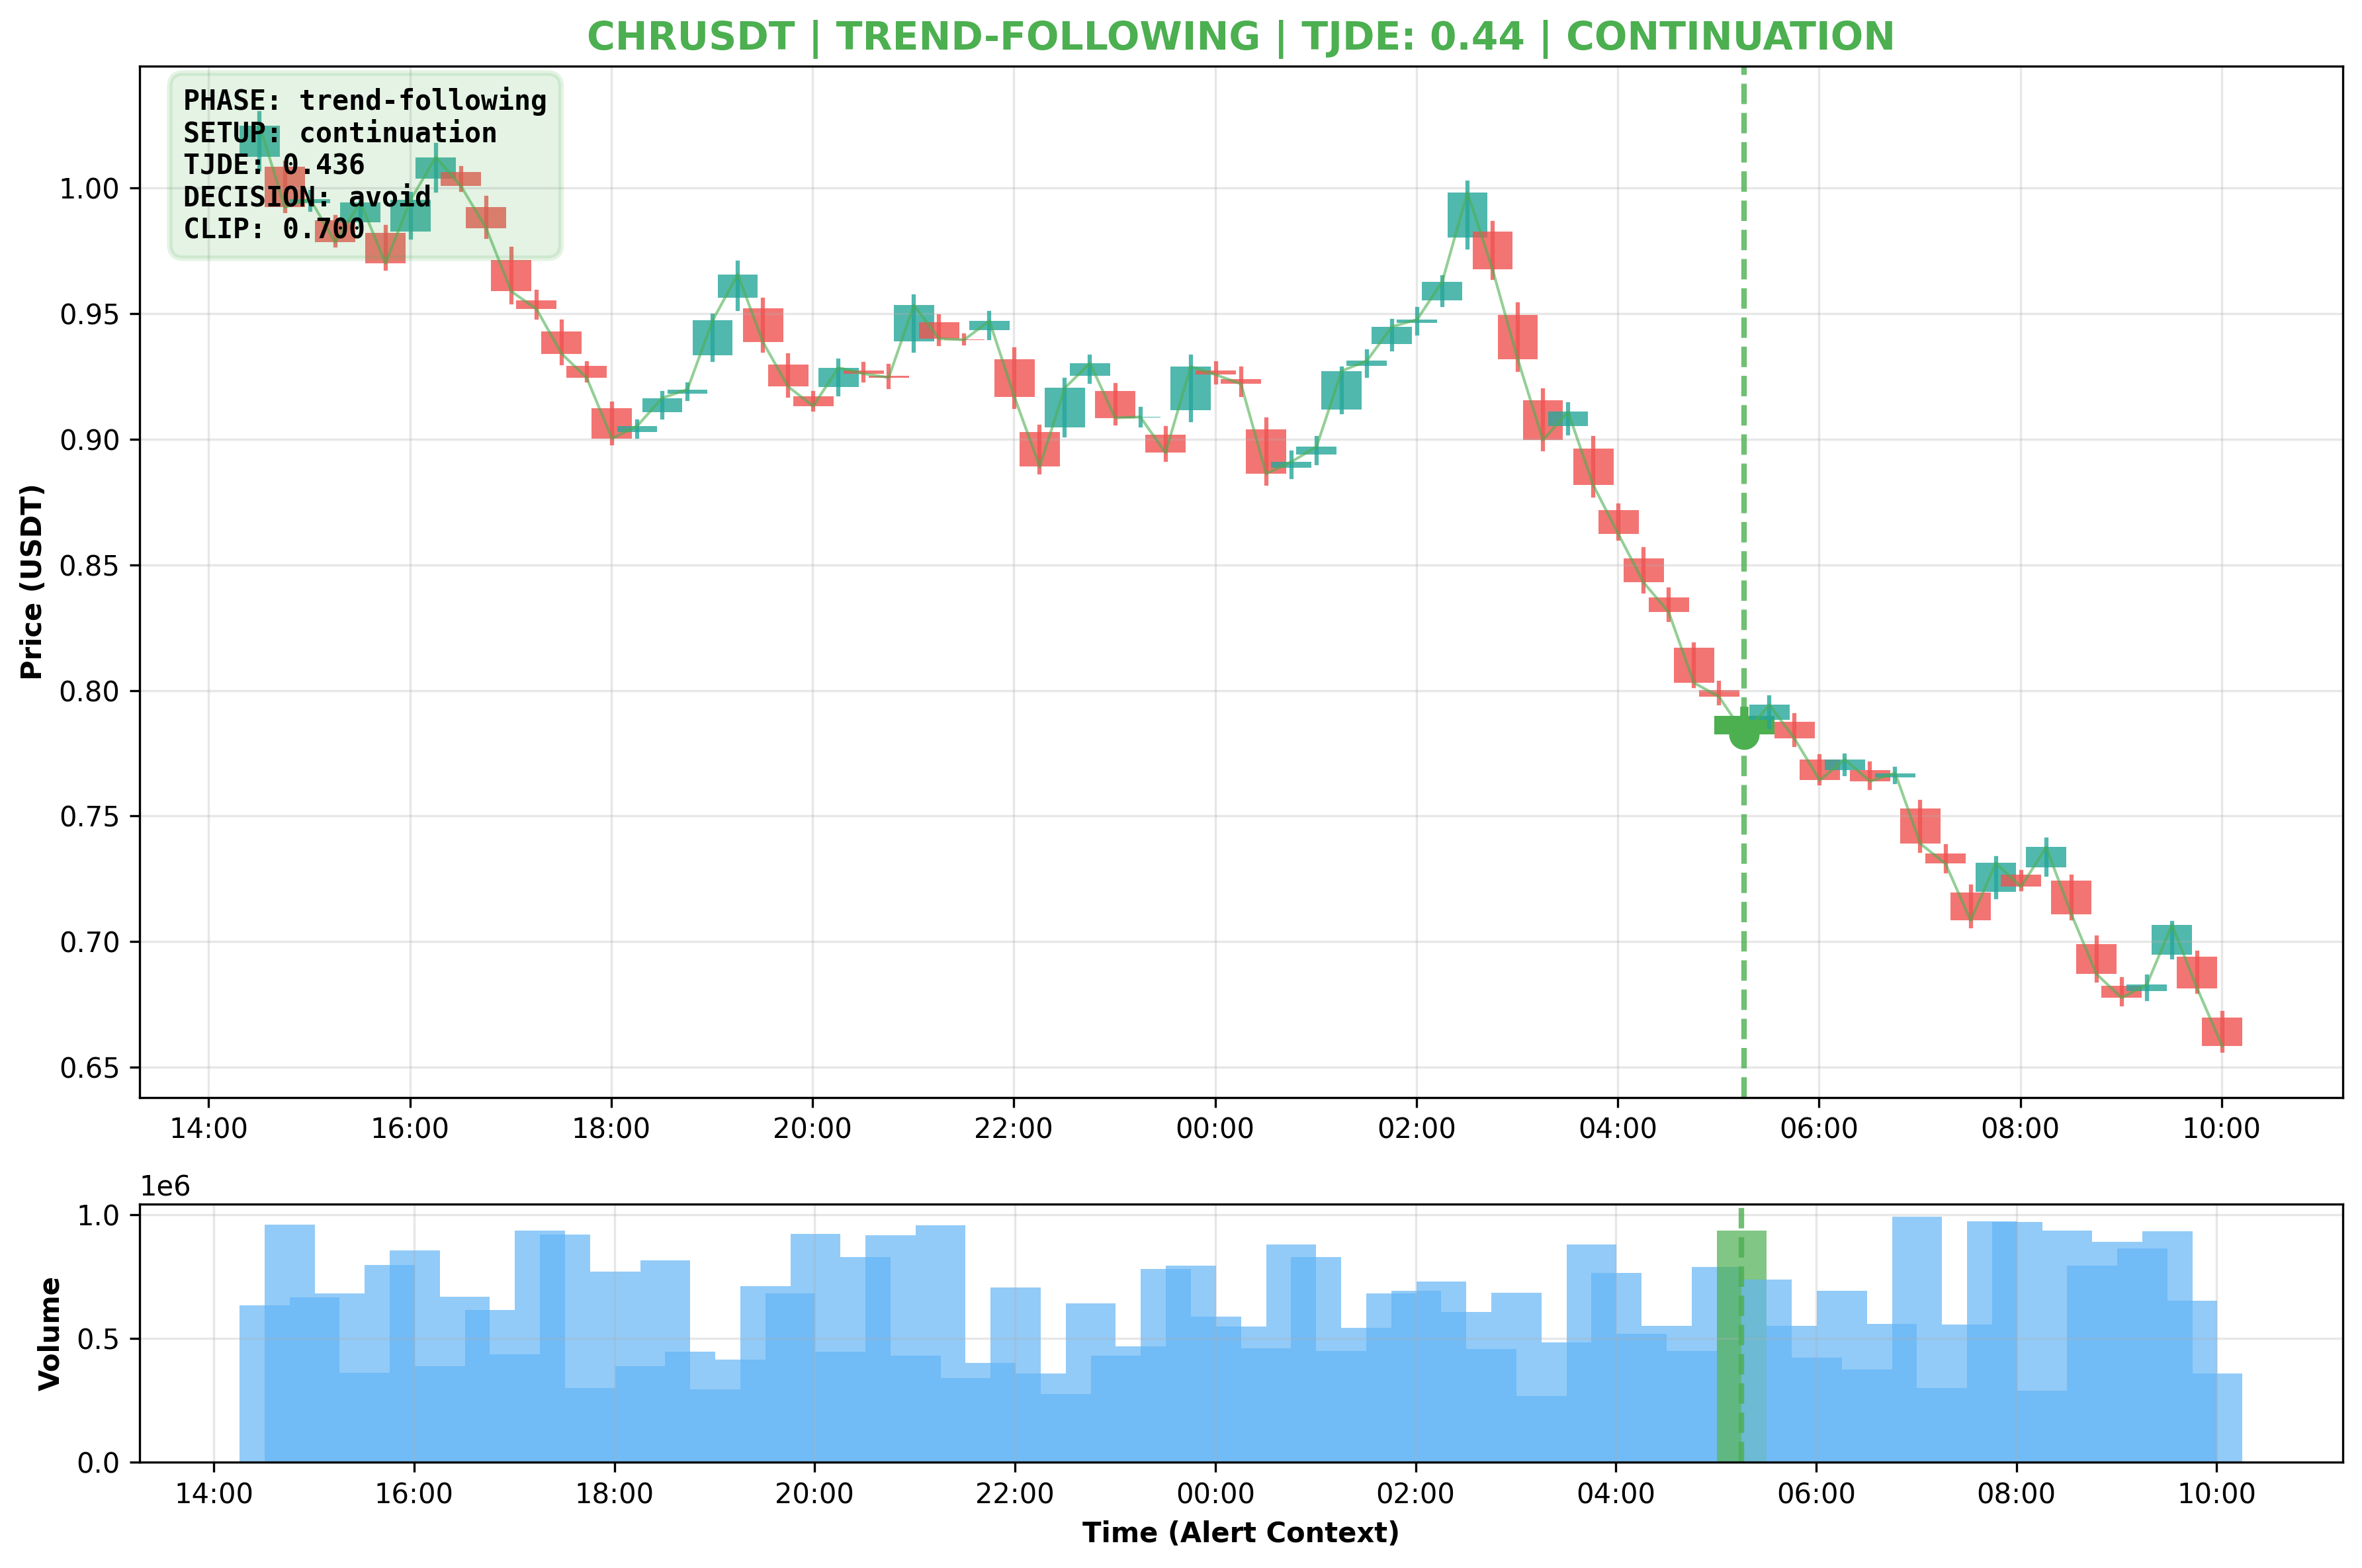 CHRUSDT | TREND-FOLLOWING | TJDE: 0.44 | CONTINUATION
PHASE: trend-following
SETUP: continuation
TJDE: 0.436
DECISION: avoid
CLIP: 0.700
Price (USDT)
1.00
0.95
0.90
0.85
0.80
0.75
0.70
0.65
14:00 16:00 18:00 20:00 22:00 00:00 02:00 04:00 06:00 08:00 10:00
1e6
Volume
1.0
0.5
0.0
14:00 16:00 18:00 20:00 22:00 00:00 02:00 04:00 06:00 08:00 10:00
Time (Alert Context)